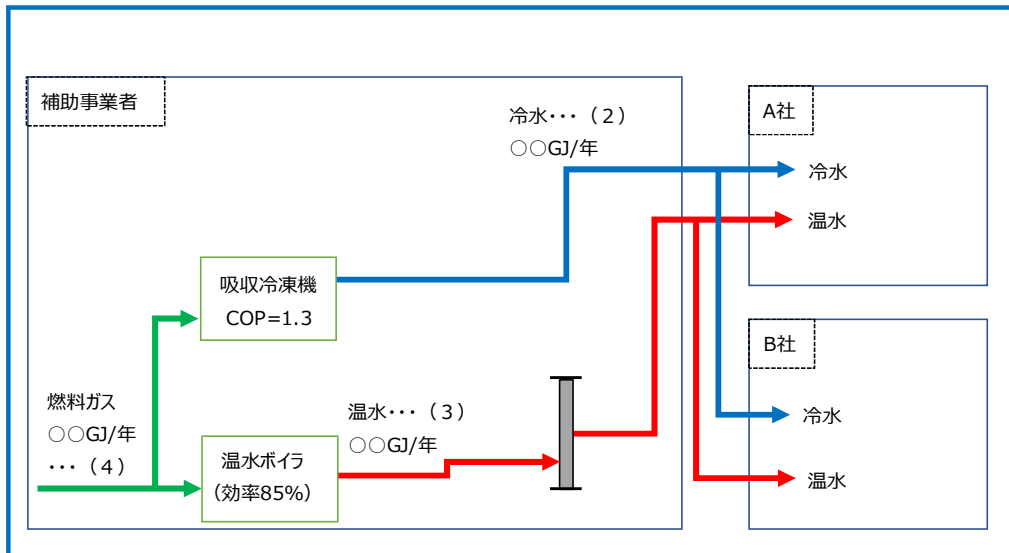 補助事業者
冷水・・・（２）
○○GJ/年
A社
冷水
温水
吸収冷凍機
COP=1.3
B社
燃料ガス
○○GJ/年
・・・（４）
温水・・・（３）
○○GJ/年
温水ボイラ
（効率85%）
冷水
温水